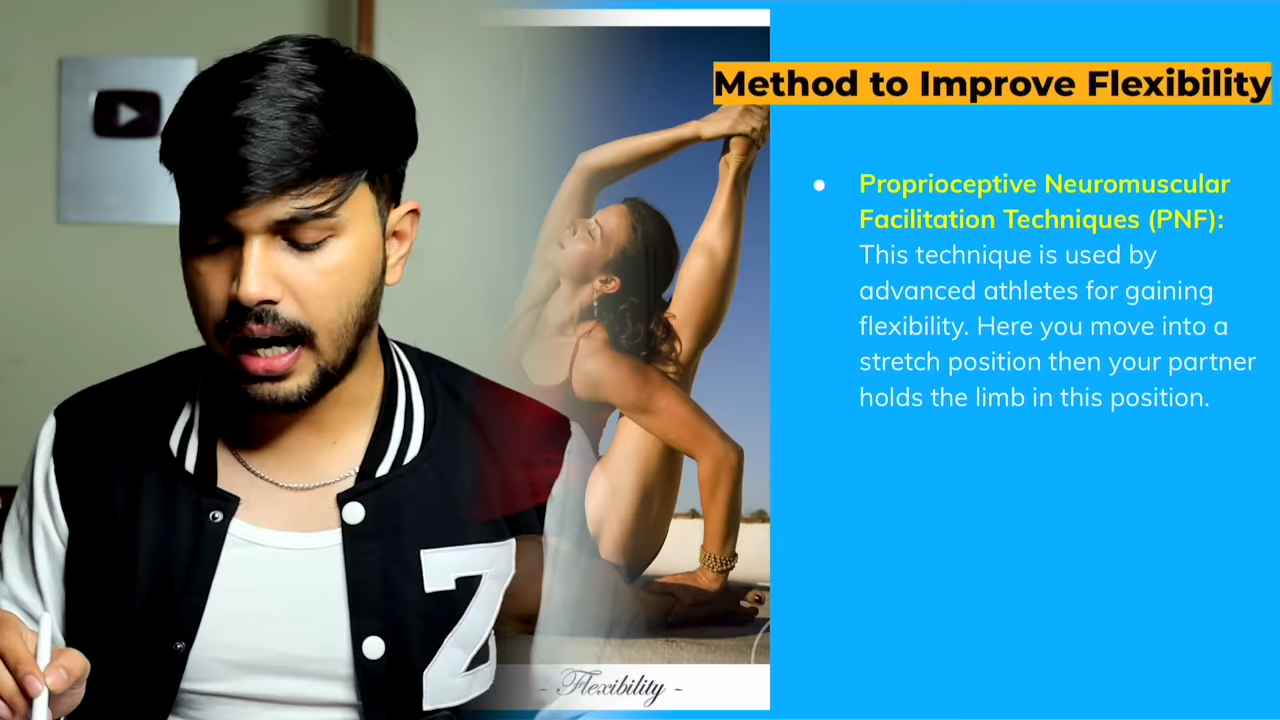 Method to Improve Flexibility
Proprioceptive Neuromuscular
Facilitation Techniques (PNF):
This technique is used by
advanced athletes for gaining
flexibility. Here you move into a
stretch position then your partner
holds the limb in this position.
Z
- Flexibility -